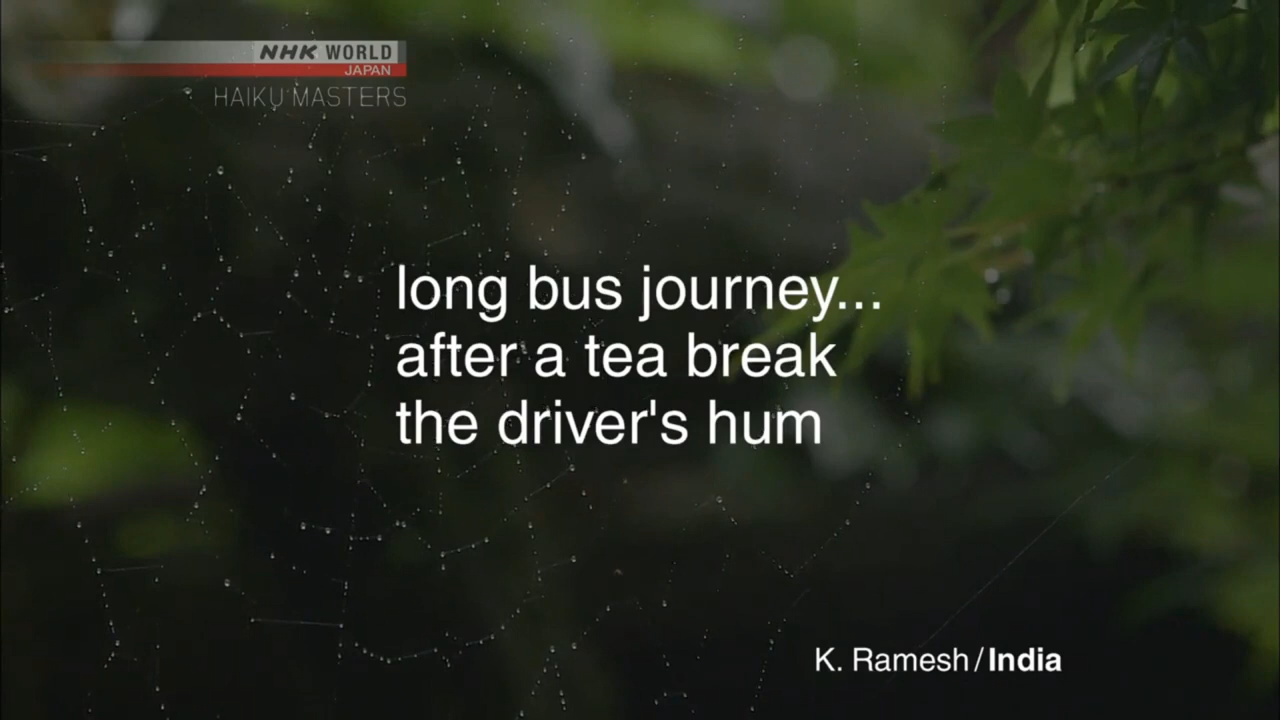 NHK WORLD
JAPAN
HAIKU MASTERS
long bus journey...
after a tea break
the driver's hum
K. Ramesh/India